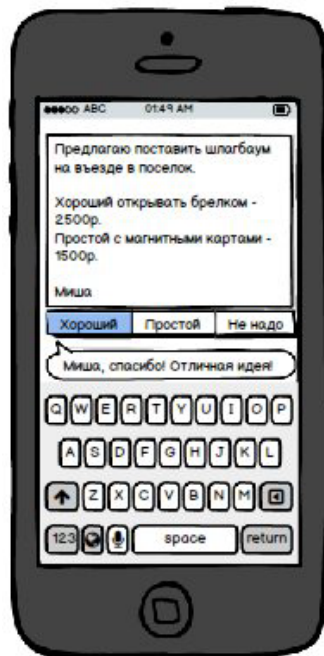 ABC 01:49 AM
Предлагаю поставить шлагбаум
на въезде в поселок.
Хороший открывать брелком -
2500р.
Простой с магнитными картами -
1500р.
Миша
Хороший Простой Не надо
Миша, спасибо! Отличная идея!
Q W E R T Y U I O P
A S D F G H J K L
Z X C V B N M
123 space return